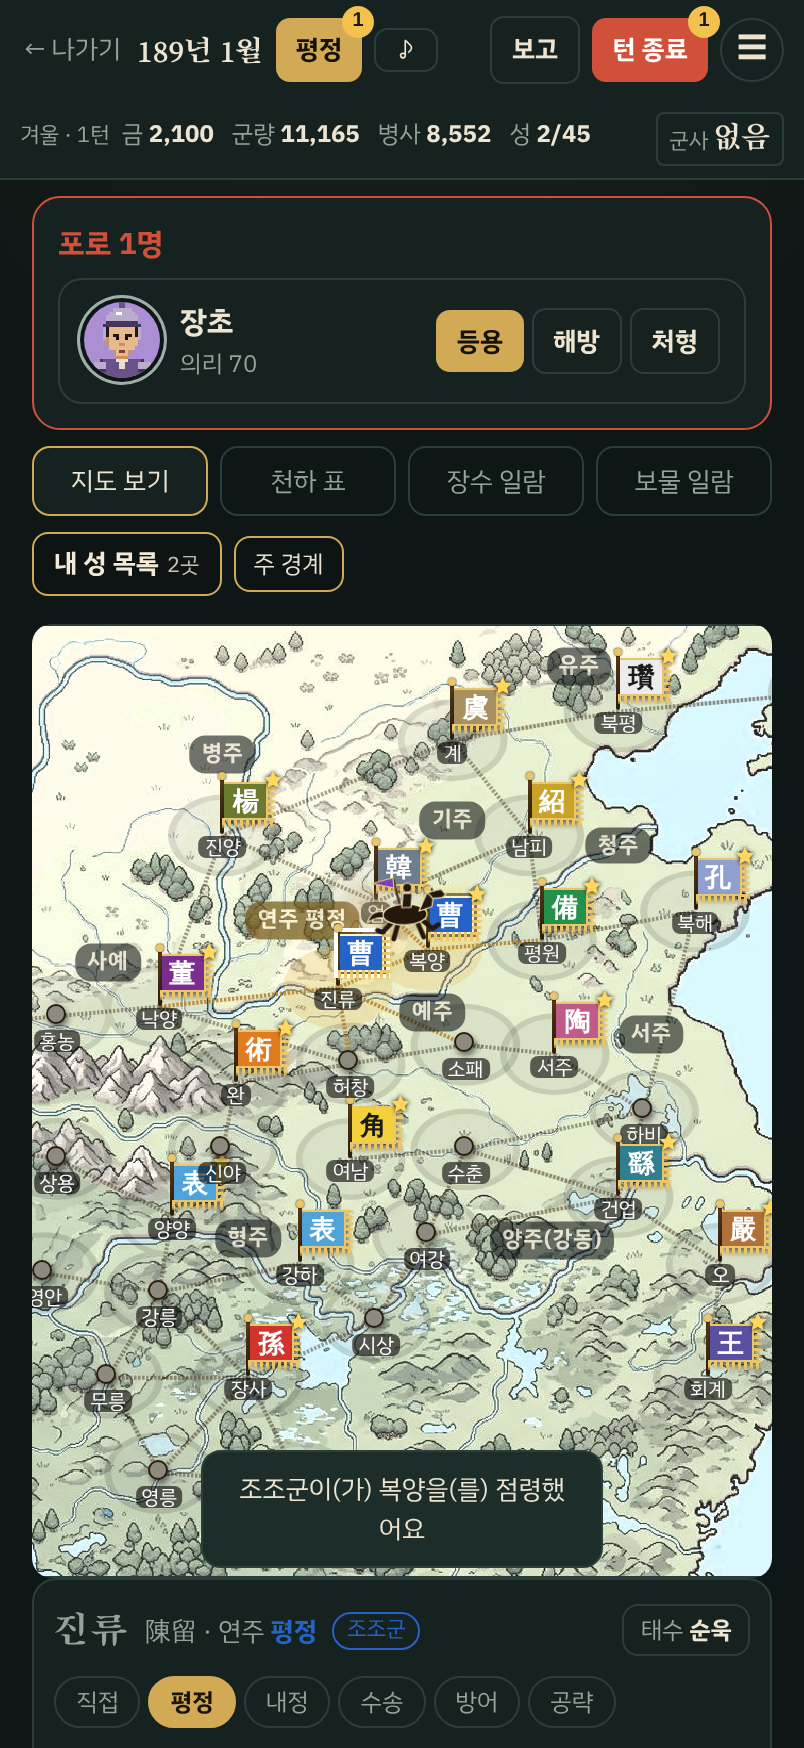 ← 나가기 189년 1월 평정 1 ♪ 보고 턴 종료 1 ☰
겨울 · 1턴 금 2,100 군량 11,165 병사 8,552 성 2/45 군사 없음
포로 1명
장초
의리 70
등용 해방 처형
지도 보기 천하 표 장수 일람 보물 일람
내 성 목록 2곳 주 경계
유주
瓚
북평
虞
계
병주
楊
진양
기주
紹
남피
청주
韓
孔
북해
연주 평정
曹
복양
備
평원
사예
董
낙양
曹
진류
예주
陶
서주
서주
홍농
術
완
허창
소패
하비
角
여남
수춘
상용
신야
表
양양
繇
건업
형주
表
강하
여강
양주(강동)
嚴
오
영안
강릉
시상
孫
장사
王
회계
무릉
영릉
조조군이(가) 복양을(를) 점령했
어요
진류 陳留 · 연주 평정 조조군 태수 순욱
직접 평정 내정 수송 방어 공략